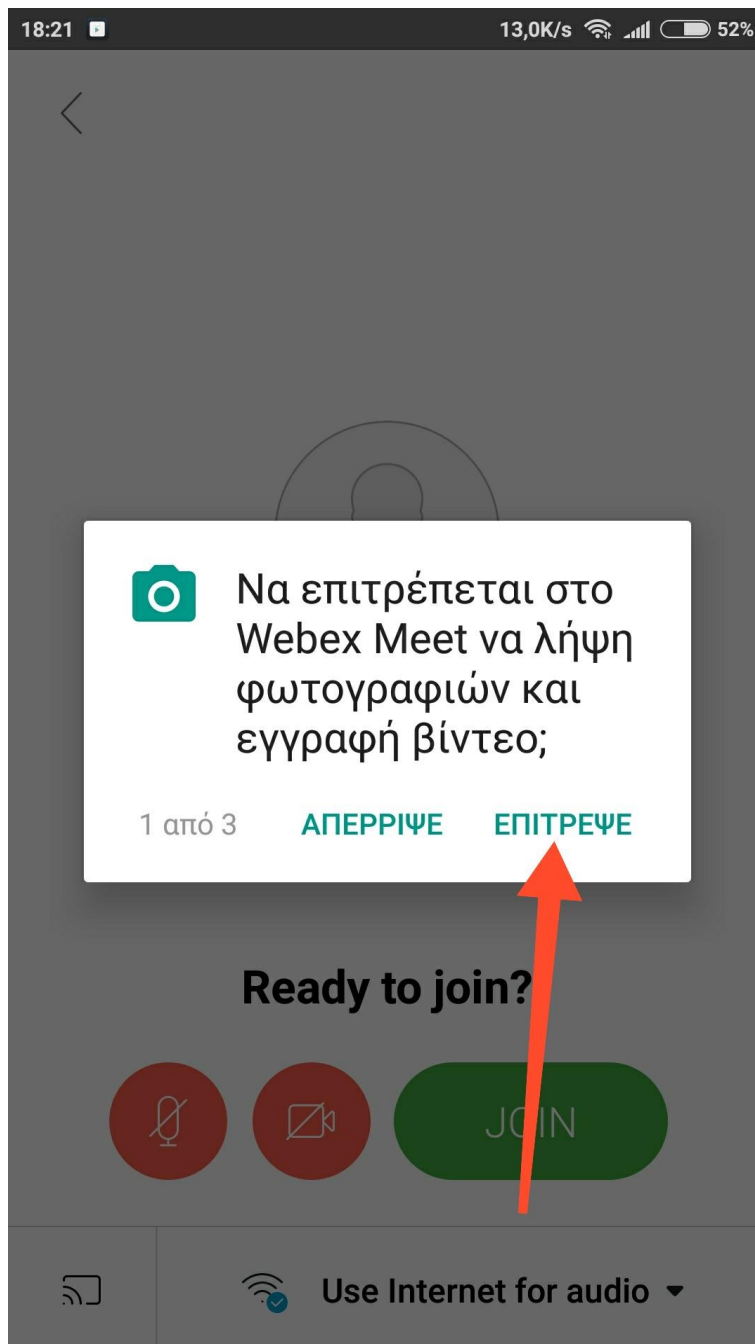 18:21 13,0K/s 52%
Να επιτρέπεται στο
Webex Meet να λήψη
φωτογραφιών και
εγγραφή βίντεο;
1 από 3 ΑΠΕΡΡΙΨΕ ΕΠΙΤΡΕΨΕ
Ready to join?
JOIN
Use Internet for audio